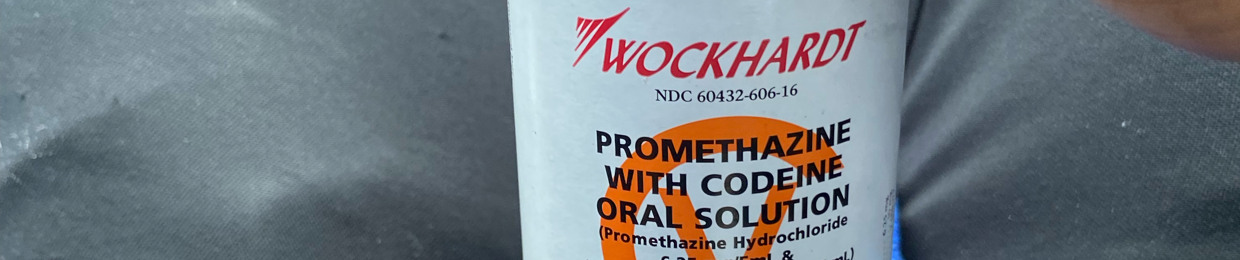 WOCKHARDT
NDC 60432-606-16
PROMETHAZINE
WITH CODEINE
ORAL SOLUTION
(Promethazine Hydrochloride
&